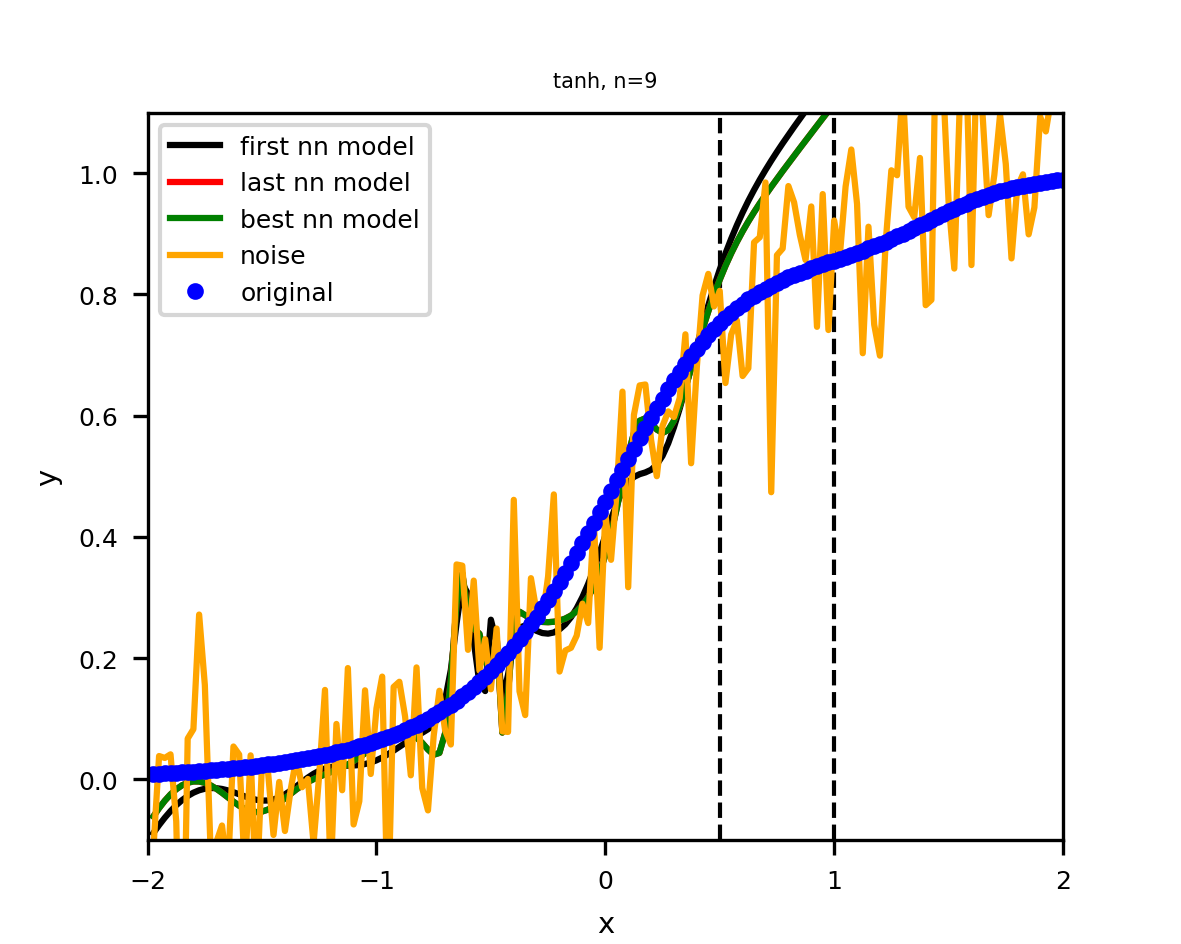 tanh, n=9
first nn model
last nn model
best nn model
noise
original
y
1.0
0.8
0.6
0.4
0.2
0.0
−2
−1
0
1
2
x